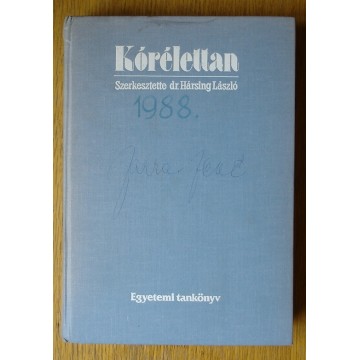 Kórélettan
Szerkesztette dr. Hársing László
1988.
Egyetemi tankönyv